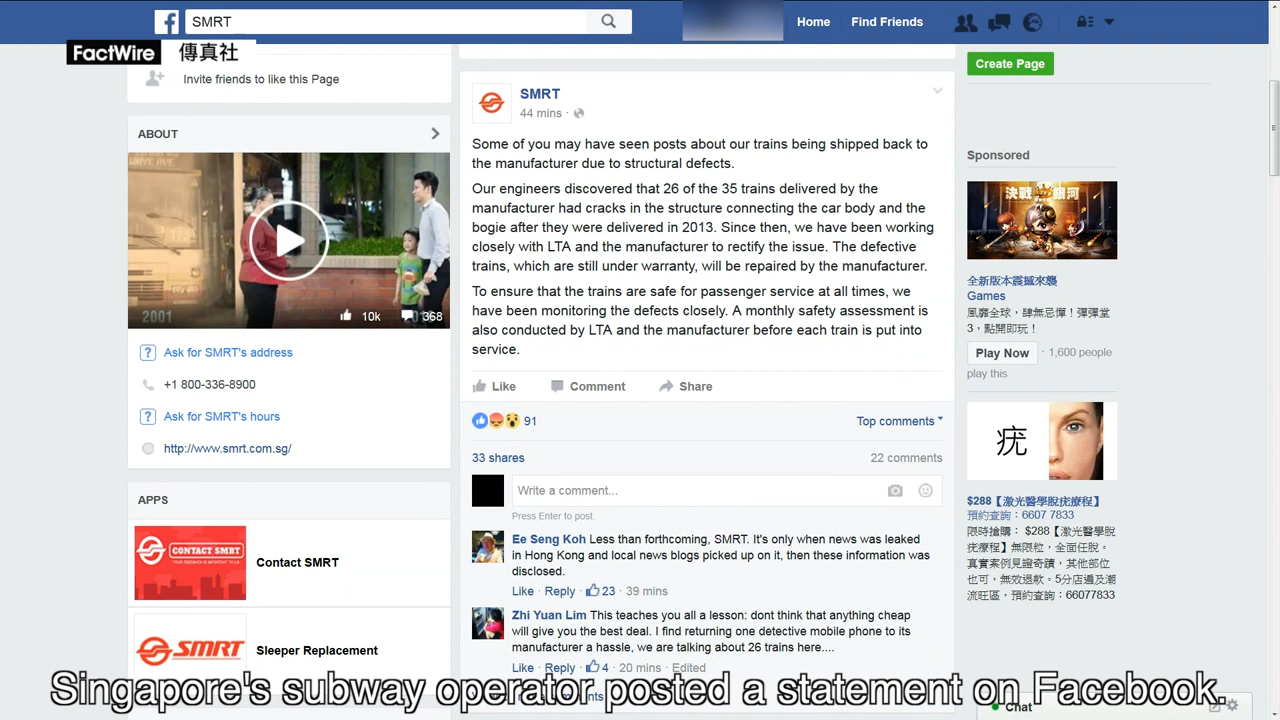 SMRT
Home
Find Friends
FactWire 傳真社
Invite friends to like this Page
Create Page
ABOUT
2001
10k
368
Ask for SMRT's address
+1 800-336-8900
Ask for SMRT's hours
http://www.smrt.com.sg/
APPS
CONTACT SMRT
Contact SMRT
SMRT
Sleeper Replacement
SMRT
44 mins ·
Some of you may have seen posts about our trains being shipped back to
the manufacturer due to structural defects.
Our engineers discovered that 26 of the 35 trains delivered by the
manufacturer had cracks in the structure connecting the car body and the
bogie after they were delivered in 2013. Since then, we have been working
closely with LTA and the manufacturer to rectify the issue. The defective
trains, which are still under warranty, will be repaired by the manufacturer.
To ensure that the trains are safe for passenger service at all times, we
have been monitoring the defects closely. A monthly safety assessment is
also conducted by LTA and the manufacturer before each train is put into
service.
Like Comment Share
91
Top comments
33 shares
22 comments
Write a comment...
Press Enter to post.
Ee Seng Koh Less than forthcoming, SMRT. It's only when news was leaked
in Hong Kong and local news blogs picked up on it, then these information was
disclosed.
Like · Reply · 23 · 39 mins
Zhi Yuan Lim This teaches you all a lesson: dont think that anything cheap
will give you the best deal. I find returning one detective mobile phone to its
manufacturer a hassle, we are talking about 26 trains here....
Like · Reply · 4 · 20 mins · Edited
Sponsored
決戰銀河
全新版本震撼來襲
Games
風靡全球，肆無忌憚！彈彈堂
3，點開即玩！
Play Now · 1,600 people
play this
疣
$288【激光醫學脫疣療程】
預約查詢：6607 7833
限時搶購： $288【激光醫學脫
疣療程】無限粒，全面任脫。
真實案例見證奇蹟，其他部位
也可，無效退款。5分店遍及潮
流旺區，預約查詢：66077833
Chat
Singapore's subway operator posted a statement on Facebook.